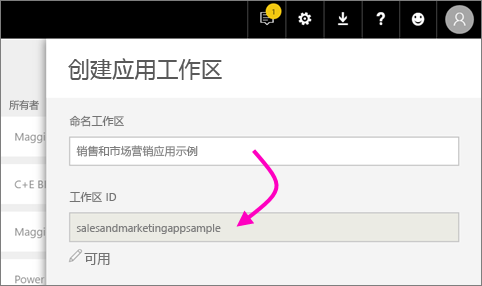 1
?
创建应用工作区
所有者
命名工作区
Maggi
销售和市场营销应用示例
C+E B
工作区 ID
Maggi
salesandmarketingappsample
可用
Power